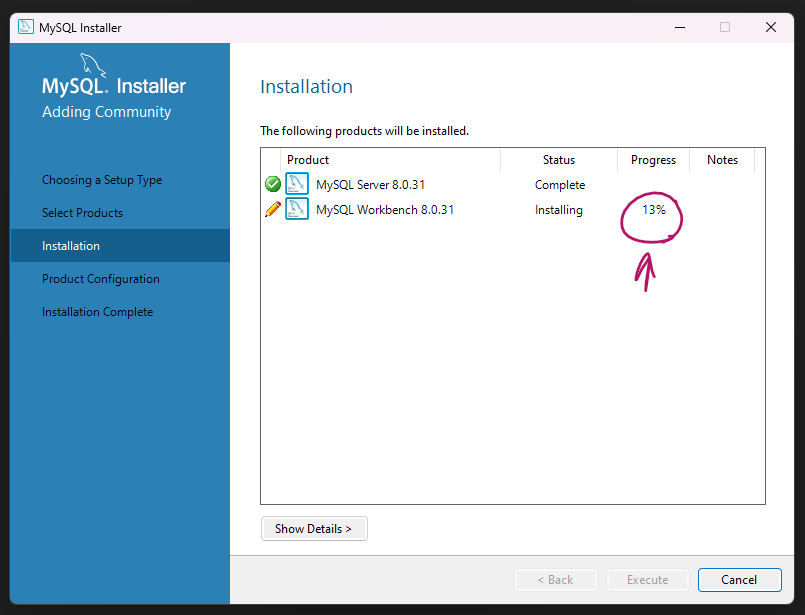 MySQL Installer
MySQL. Installer
Adding Community
Choosing a Setup Type
Select Products
Installation
Product Configuration
Installation Complete
Installation
The following products will be installed.
Product Status Progress Notes
MySQL Server 8.0.31 Complete
MySQL Workbench 8.0.31 Installing 13%
Show Details >
< Back Execute Cancel